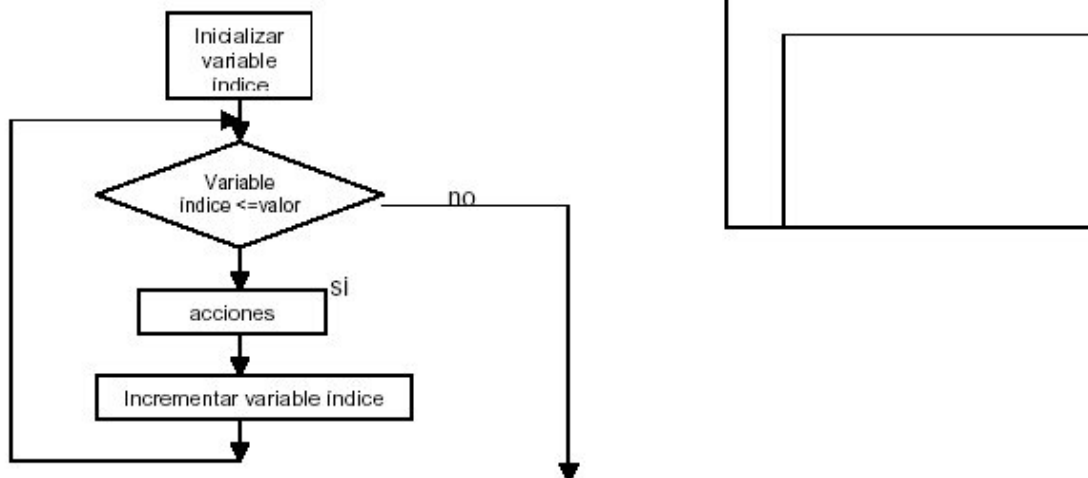 Inicializar
variable
índice
Variable
índice <=valor
no
si
acciones
Incrementar variable índice